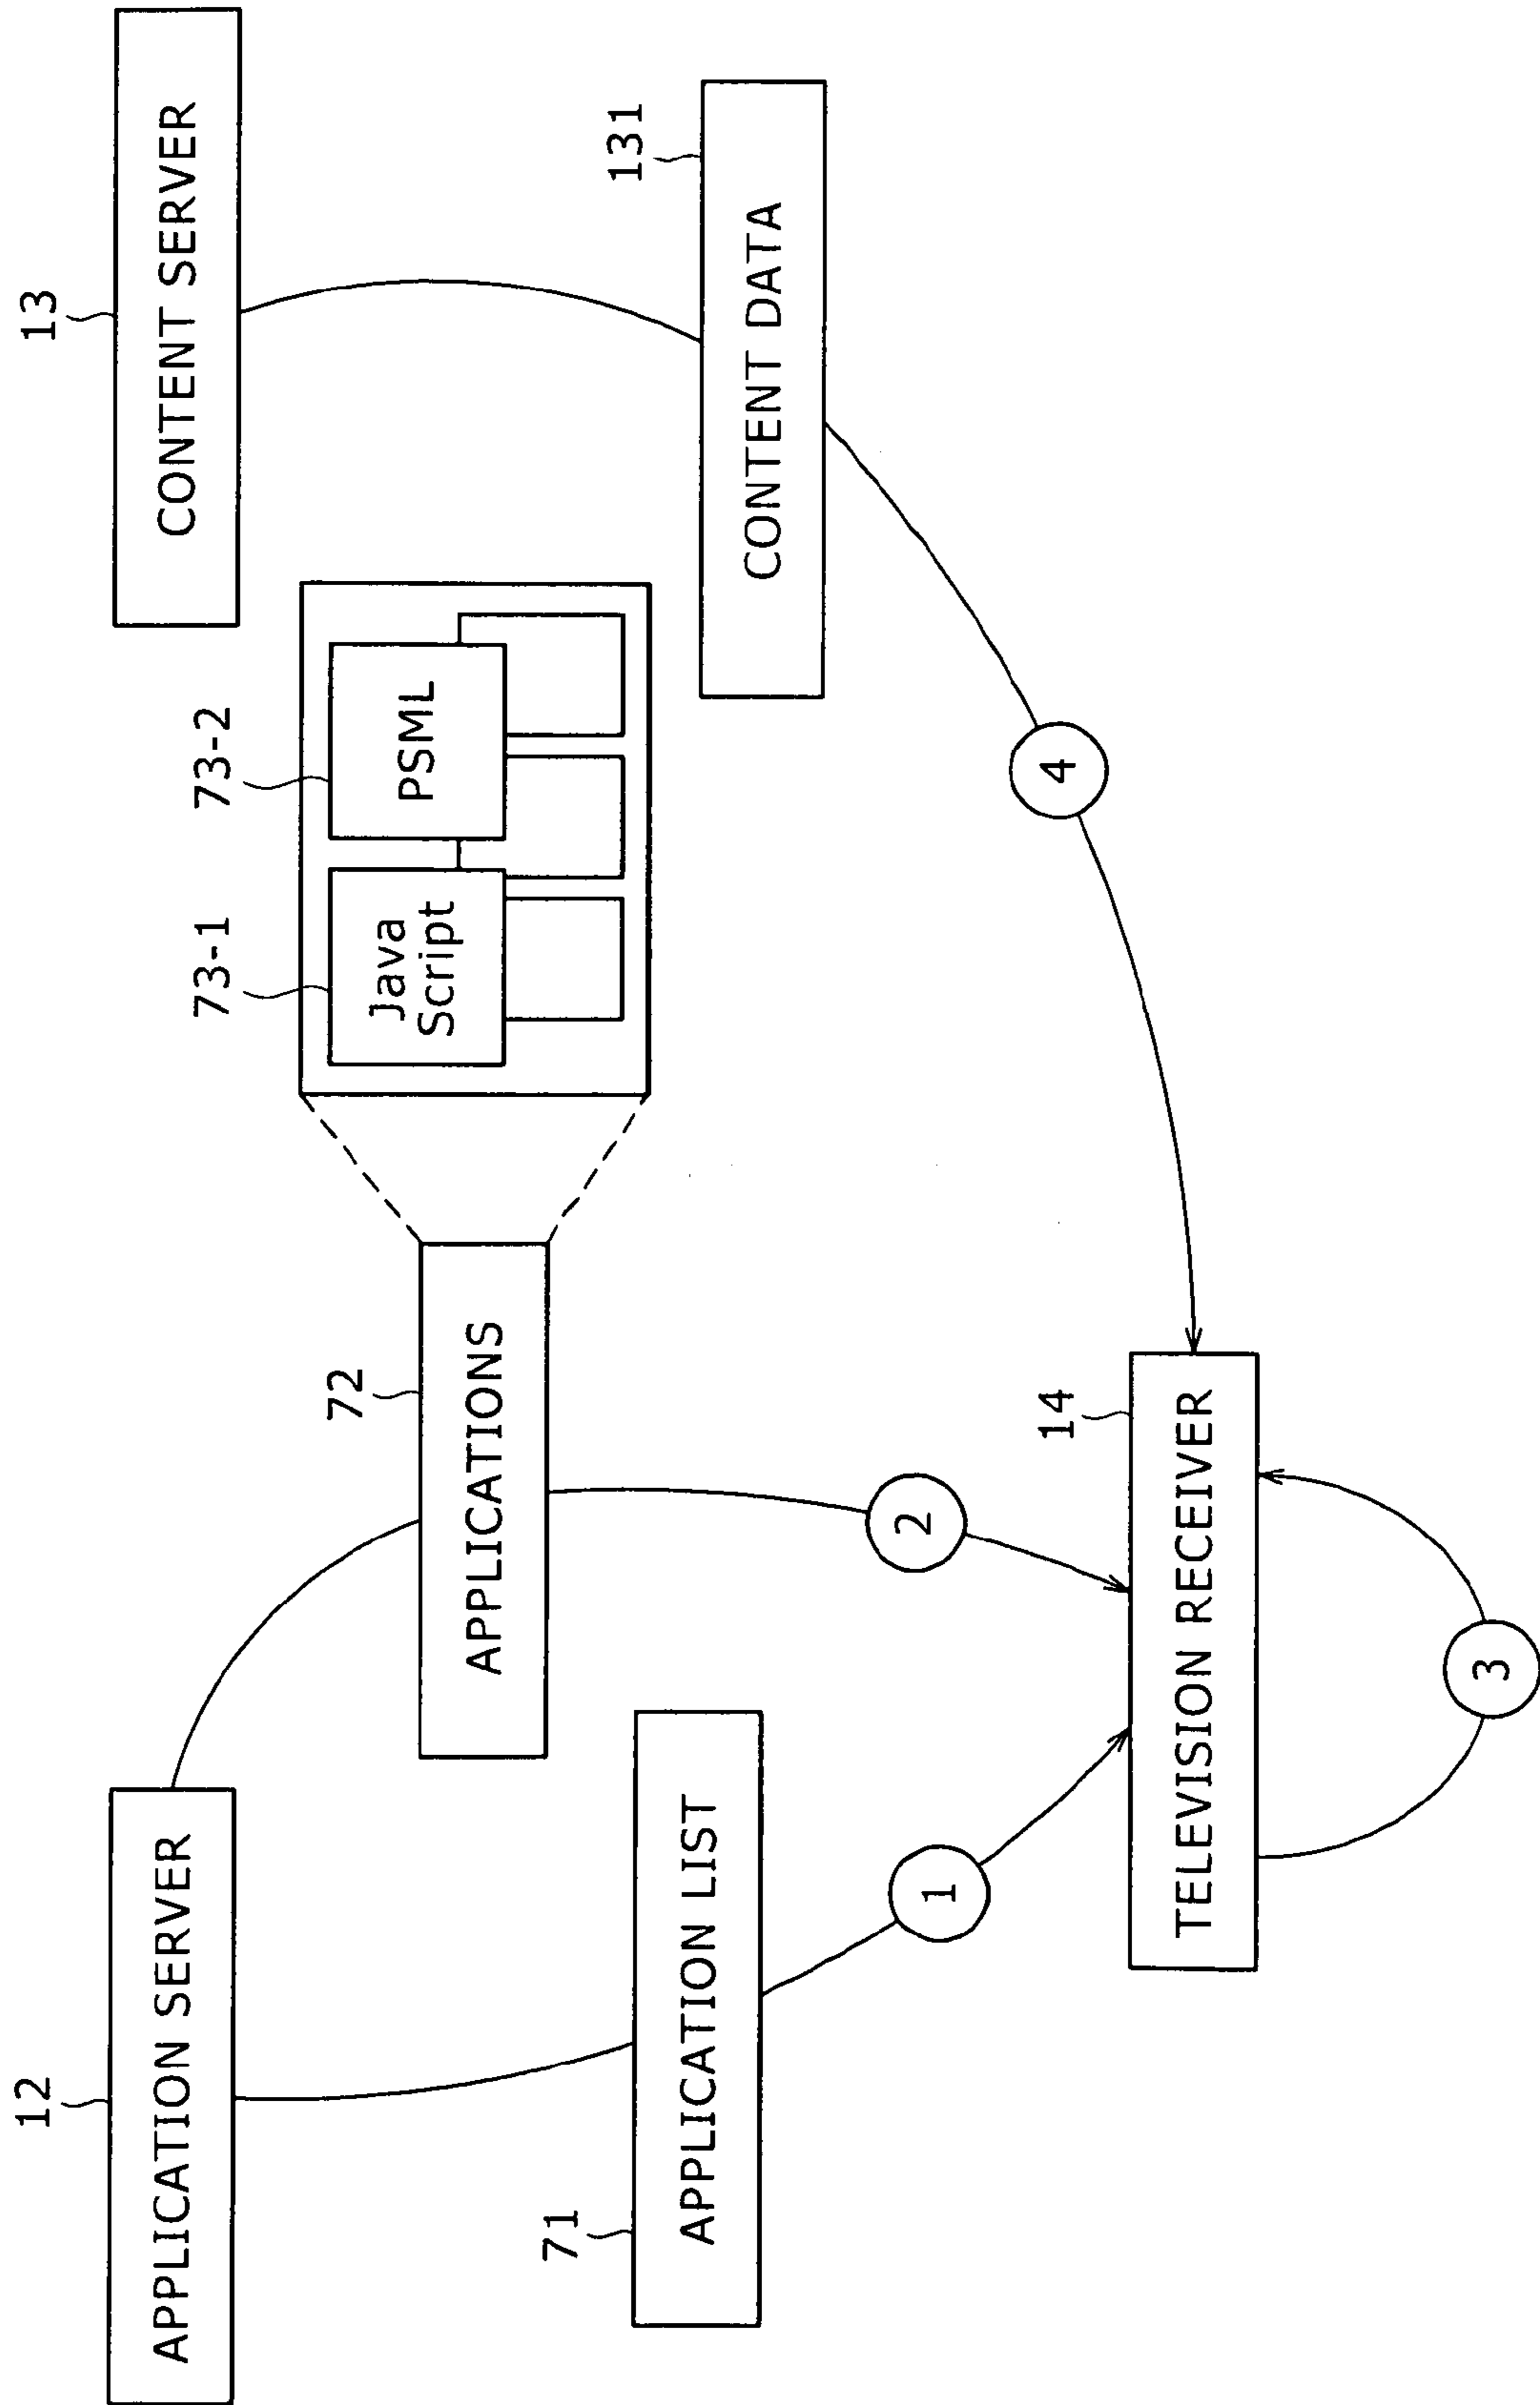 12
APPLICATION SERVER
13
CONTENT SERVER
73-1
73-2
Java
Script
PSML
72
APPLICATIONS
71
APPLICATION LIST
131
CONTENT DATA
1
2
4
14
TELEVISION RECEIVER
3